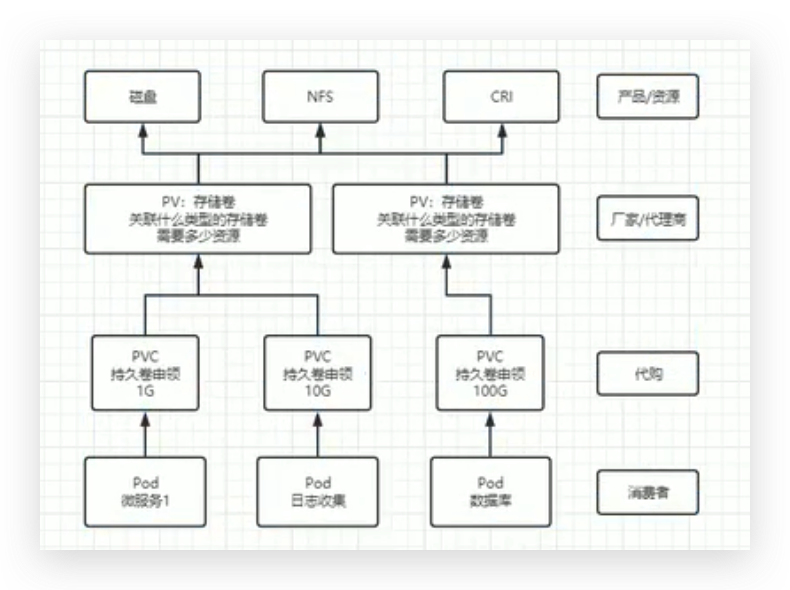 磁盘
NFS
CRI
产品/资源
PV：存储卷
关联什么类型的存储卷
需要多少资源
PV：存储卷
关联什么类型的存储卷
需要多少资源
厂家/代理商
PVC
持久卷申领
1G
PVC
持久卷申领
10G
PVC
持久卷申领
100G
代购
Pod
微服务1
Pod
日志收集
Pod
数据库
消费者